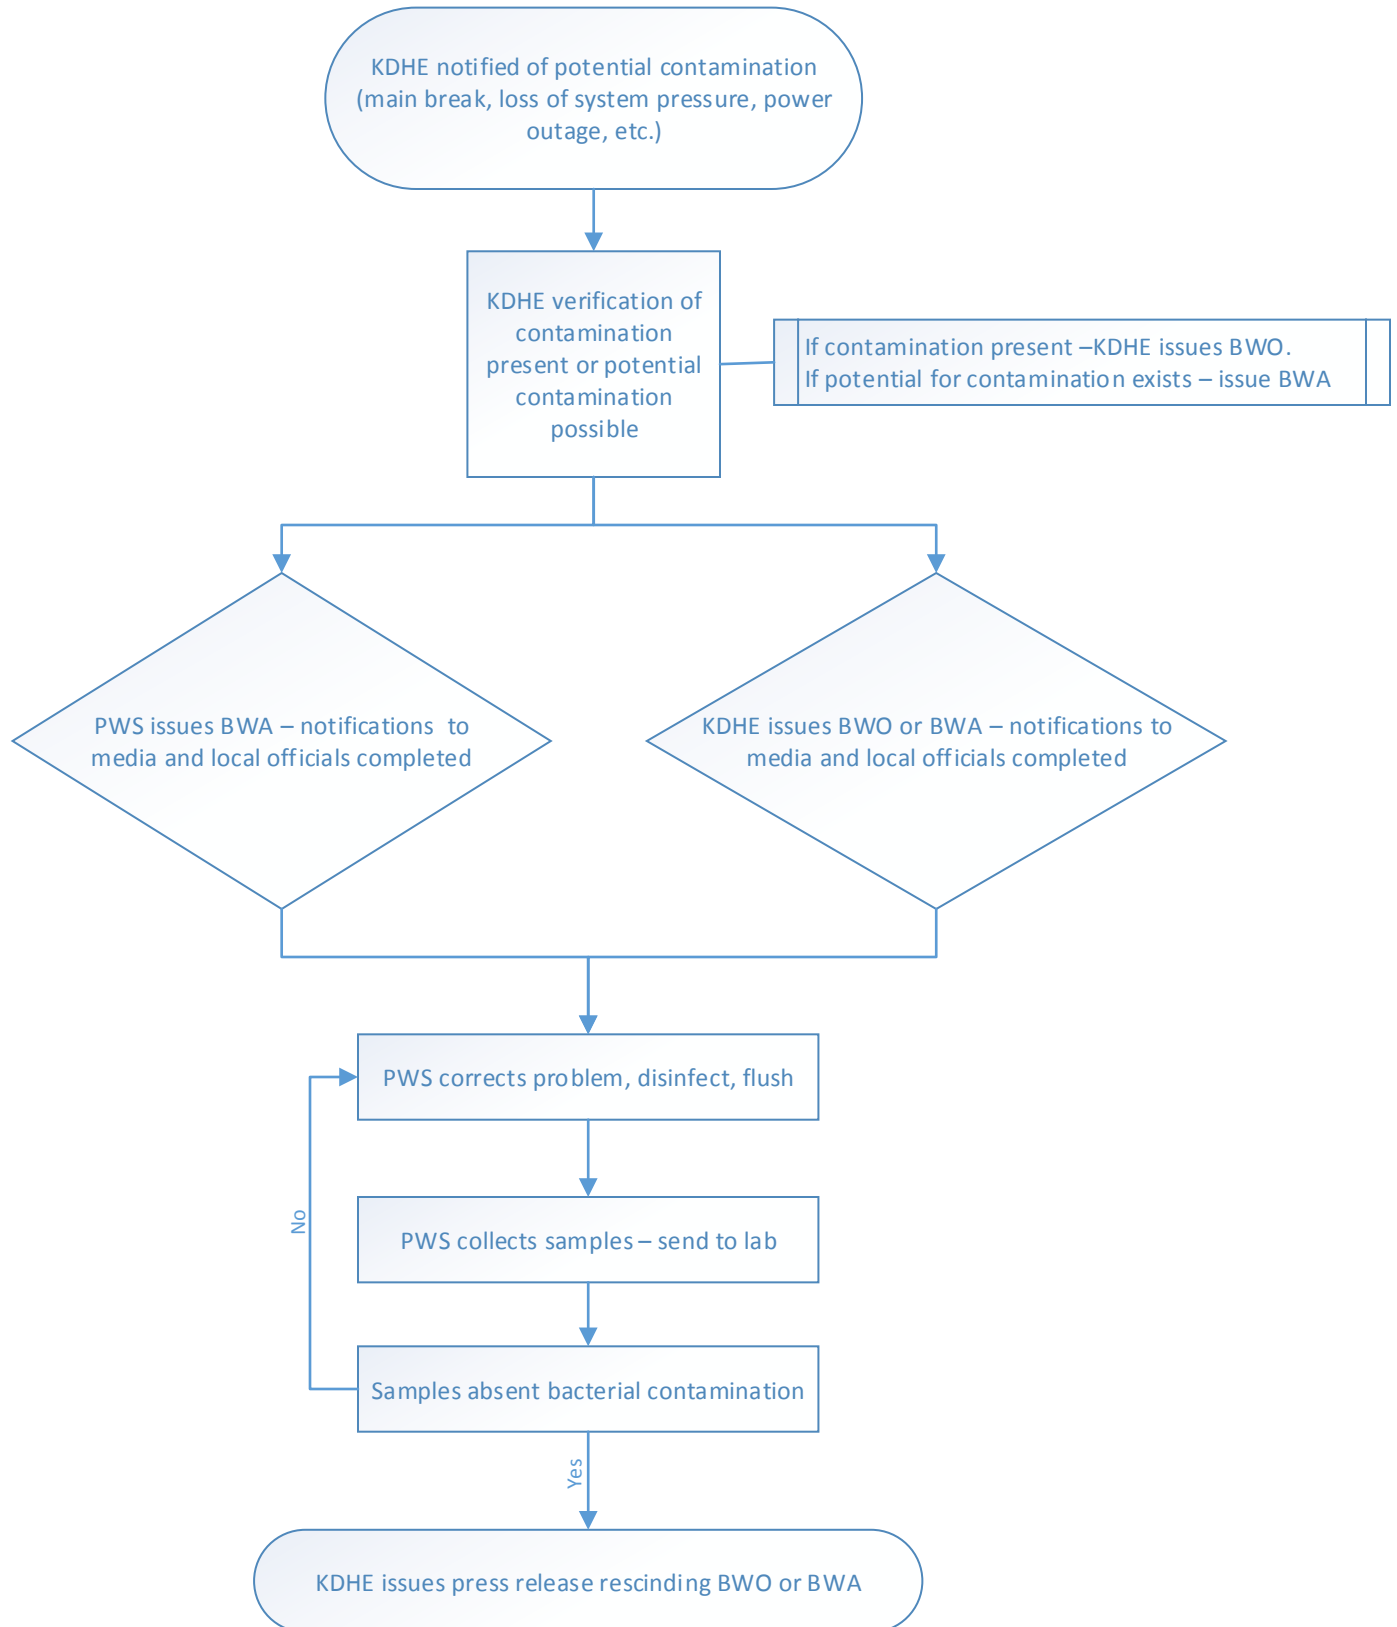 KDHE notified of potential contamination
(main break, loss of system pressure, power
outage, etc.)
KDHE verification of
contamination
present or potential
contamination
possible
If contamination present –KDHE issues BWO.
If potential for contamination exists – issue BWA
PWS issues BWA – notifications  to
media and local officials completed
KDHE issues BWO or BWA – notifications to
media and local officials completed
PWS corrects problem, disinfect, flush
No
PWS collects samples – send to lab
Samples absent bacterial contamination
Yes
KDHE issues press release rescinding BWO or BWA